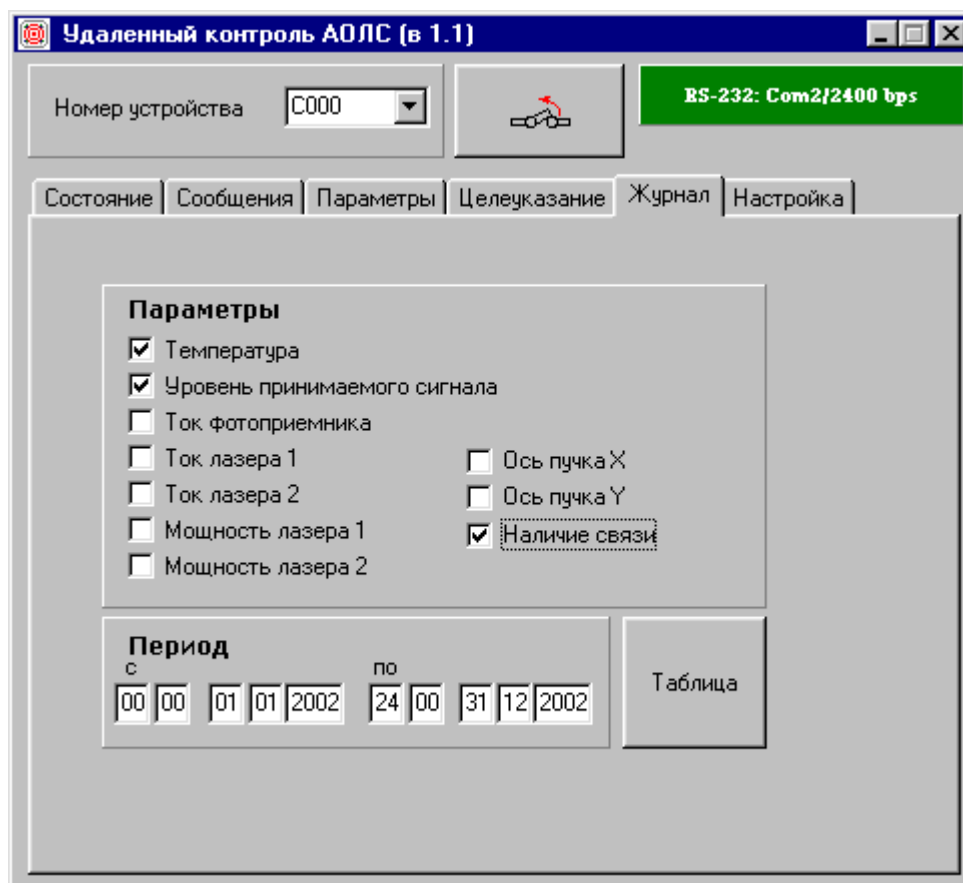 Удаленный контроль АОЛС (в 1.1)
Номер устройства C000
RS-232: Com2/2400 bps
Состояние Сообщения Параметры Целеуказание Журнал Настройка
Параметры
Температура
Уровень принимаемого сигнала
Ток фотоприемника
Ток лазера 1 Ось пучка X
Ток лазера 2 Ось пучка Y
Мощность лазера 1 Наличие связи
Мощность лазера 2
Период
с по
00 00 01 01 2002 24 00 31 12 2002
Таблица